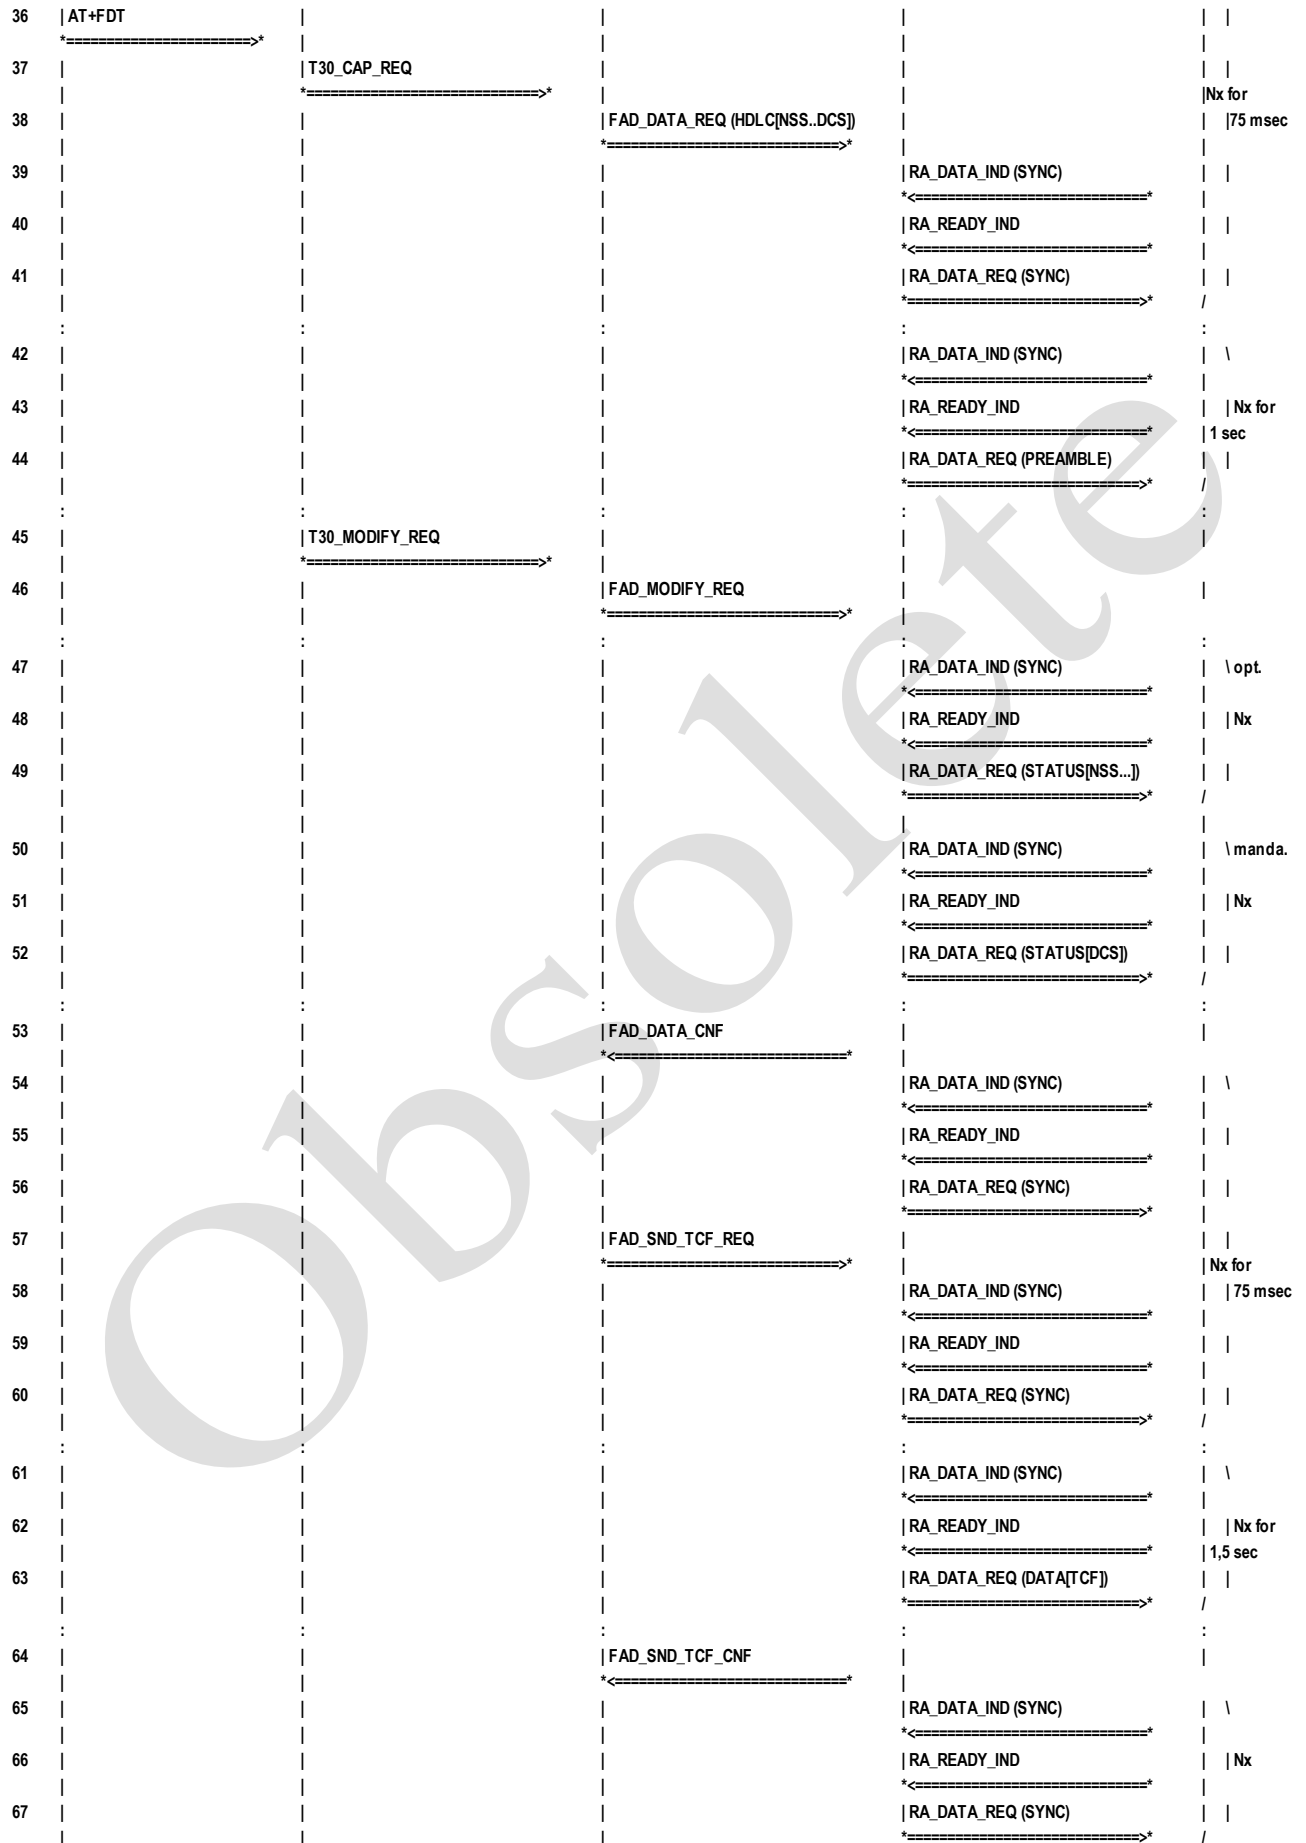 36 | AT+FDT | | | | |
*=======================>* | | | |
37 | | T30_CAP_REQ | | | |
| *=============================>* | | |Nx for
38 | | | FAD_DATA_REQ (HDLC[NSS..DCS]) | | |75 msec
| | *=============================>* | |
39 | | | | RA_DATA_IND (SYNC) | |
| | | *<=============================* |
40 | | | | RA_READY_IND | |
| | | *<=============================* |
41 | | | | RA_DATA_REQ (SYNC) | |
| | | *=============================>* /
: : : : :
42 | | | | RA_DATA_IND (SYNC) | \
| | | *<=============================* |
43 | | | | RA_READY_IND | | Nx for
| | | *<=============================* | 1 sec
44 | | | | RA_DATA_REQ (PREAMBLE) | |
| | | *=============================>* /
: : : : :
45 | | T30_MODIFY_REQ | | |
| *=============================>* | |
46 | | | FAD_MODIFY_REQ | |
| | *=============================>* |
: : : : :
47 | | | | RA_DATA_IND (SYNC) | \ opt.
| | | *<=============================* |
48 | | | | RA_READY_IND | | Nx
| | | *<=============================* |
49 | | | | RA_DATA_REQ (STATUS[NSS...]) | |
| | | *=============================>* /
| | | | |
50 | | | | RA_DATA_IND (SYNC) | \ manda.
| | | *<=============================* |
51 | | | | RA_READY_IND | | Nx
| | | *<=============================* |
52 | | | | RA_DATA_REQ (STATUS[DCS]) | |
| | | *=============================>* /
: : : : :
53 | | | FAD_DATA_CNF | |
| | *<=============================* |
54 | | | | RA_DATA_IND (SYNC) | \
| | | *<=============================* |
55 | | | | RA_READY_IND | |
| | | *<=============================* |
56 | | | | RA_DATA_REQ (SYNC) | |
| | | *=============================>* |
57 | | | FAD_SND_TCF_REQ | | |
| | *=============================>* | | Nx for
58 | | | | RA_DATA_IND (SYNC) | | 75 msec
| | | *<=============================* |
59 | | | | RA_READY_IND | |
| | | *<=============================* |
60 | | | | RA_DATA_REQ (SYNC) | |
| | | *=============================>* /
: : : : :
61 | | | | RA_DATA_IND (SYNC) | \
| | | *<=============================* |
62 | | | | RA_READY_IND | | Nx for
| | | *<=============================* | 1,5 sec
63 | | | | RA_DATA_REQ (DATA[TCF]) | |
| | | *=============================>* /
: : : : :
64 | | | FAD_SND_TCF_CNF | |
| | *<=============================* |
65 | | | | RA_DATA_IND (SYNC) | \
| | | *<=============================* |
66 | | | | RA_READY_IND | | Nx
| | | *<=============================* |
67 | | | | RA_DATA_REQ (SYNC) | |
| | | *=============================>* /
Obsolete